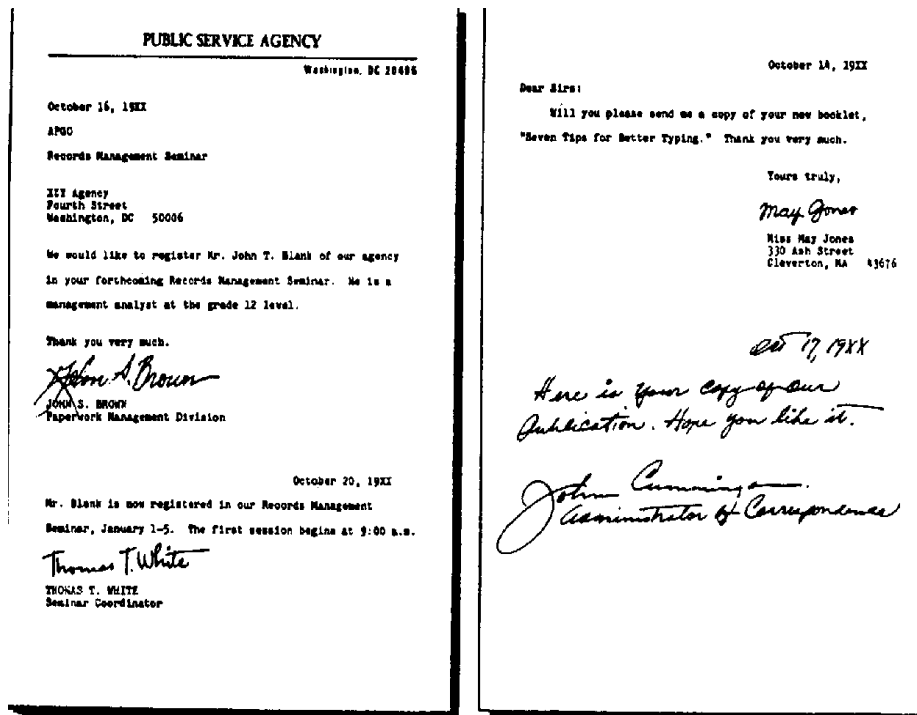 PUBLIC SERVICE AGENCY
Washington, DC 20406
October 16, 19XX
APGO
Records Management Seminar
XYZ Agency
Fourth Street
Washington, DC 50006
We would like to register Mr. John T. Blank of our agency
in your forthcoming Records Management Seminar. He is a
management analyst at the grade 12 level.
Thank you very much.
John S. Brown
JOHN S. BROWN
Paperwork Management Division
October 20, 19XX
Mr. Blank is now registered in our Records Management
Seminar, January 1-5. The first session begins at 9:00 a.m.
Thomas T. White
THOMAS T. WHITE
Seminar Coordinator
October 14, 19XX
Dear Sirs:
Will you please send me a copy of your new booklet,
"Seven Tips for Better Typing." Thank you very much.
Yours truly,
May Jones
Miss May Jones
330 Ash Street
Cleverton, MA 43676
Oct 17, 19XX
Here is your copy of our
Publication. Hope you like it.
John Cummings
Administrator of Correspondence